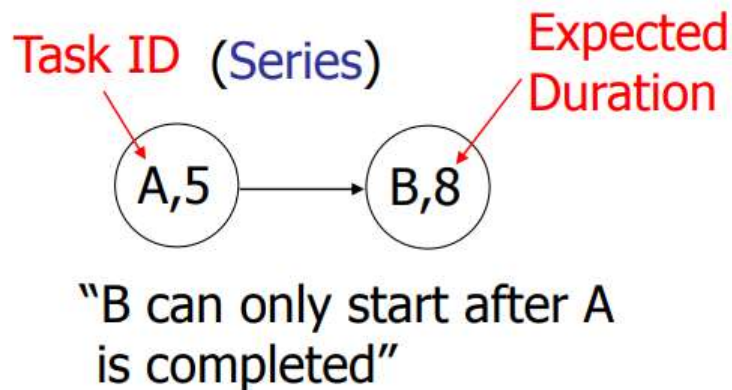 Task ID (Series)
Expected
Duration
A,5
B,8
“B can only start after A
is completed”